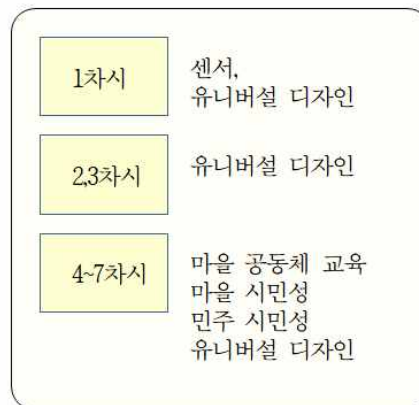 1차시
센서,
유니버설 디자인
2,3차시
유니버설 디자인
4~7차시
마을 공동체 교육
마을 시민성
민주 시민성
유니버설 디자인